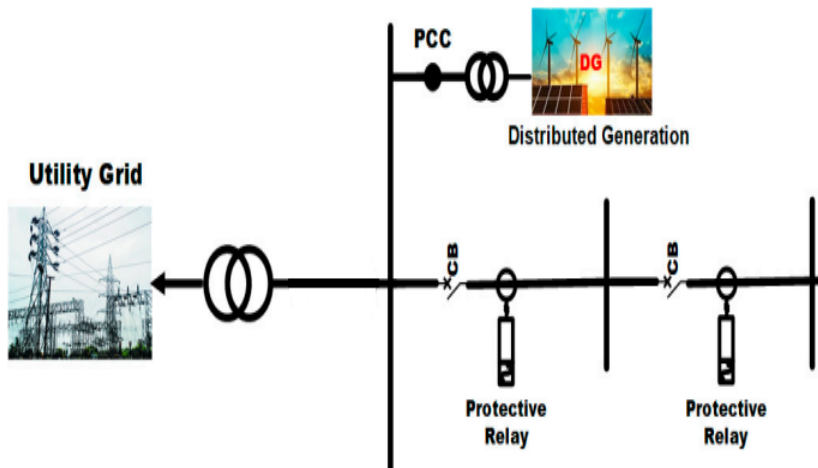 PCC
DG
Distributed Generation
Utility Grid
CB
CB
Protective
Relay
Protective
Relay